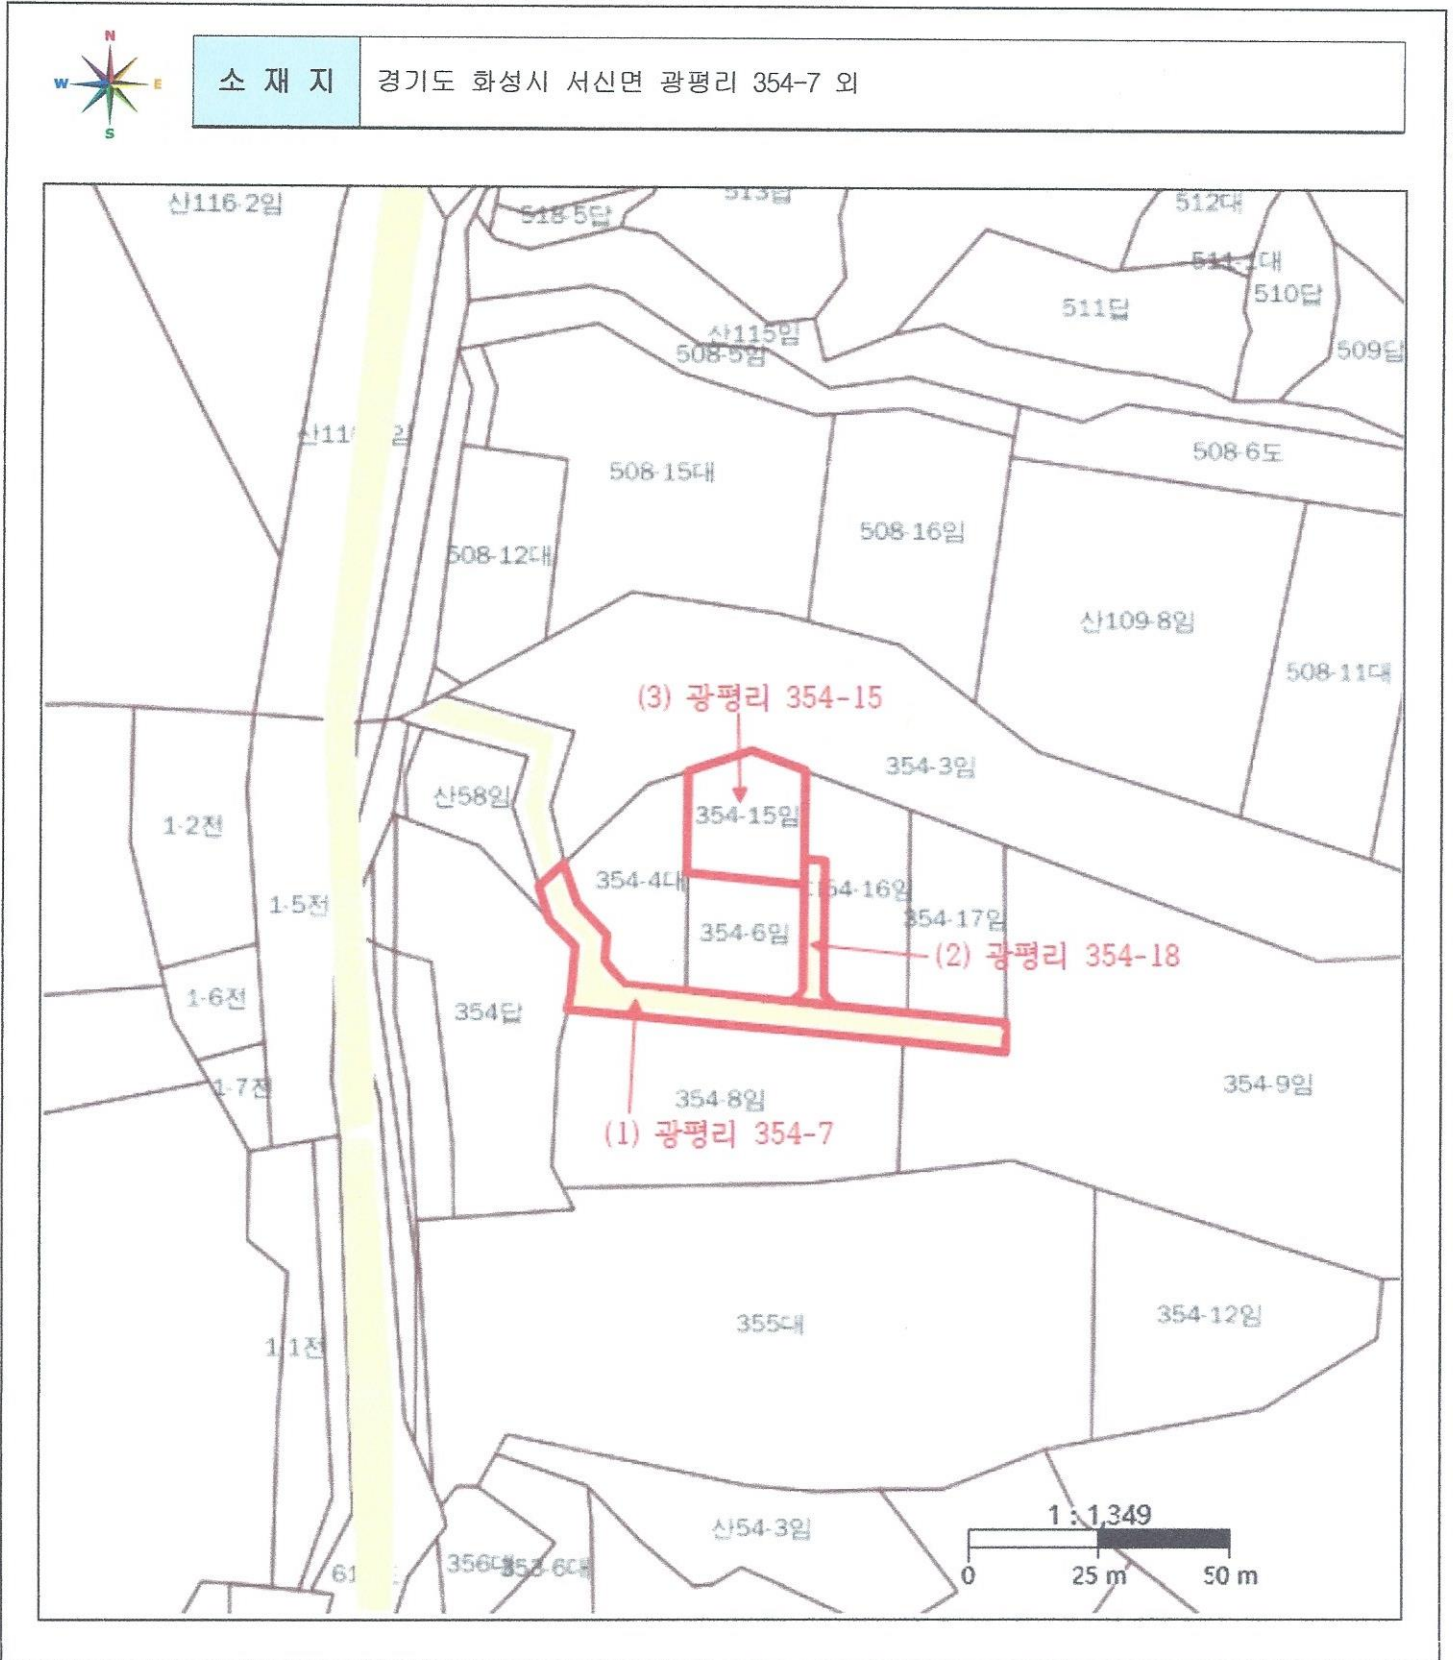 N
W E
S
소 재 지 경기도 화성시 서신면 광평리 354-7 외
산116-2임
518-5답
513답
512대
511-1대
510답
511답
509답
산115임
508-5임
508-6도
508-15대
508-16임
508-12대
산109-8임
508-11대
(3) 광평리 354-15
354-3임
산58임
354-15임
1-2전
354-4대
354-16임
1-5전
354-17임
354-6임
(2) 광평리 354-18
1-6전
354답
1-7전
354-8임
354-9임
(1) 광평리 354-7
355대
354-12임
1-1전
1 : 1,349
산54-3임
356대
353-6대
0 25 m 50 m